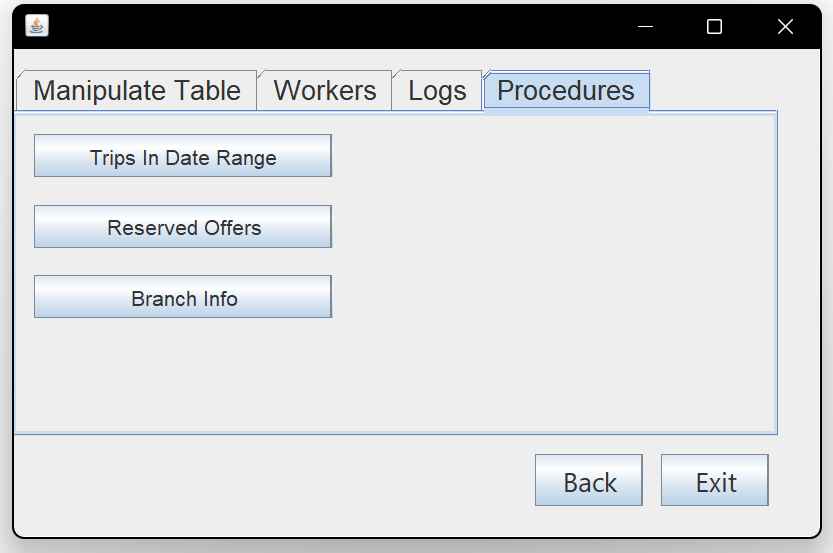 Manipulate Table Workers Logs Procedures
Trips In Date Range
Reserved Offers
Branch Info
Back Exit